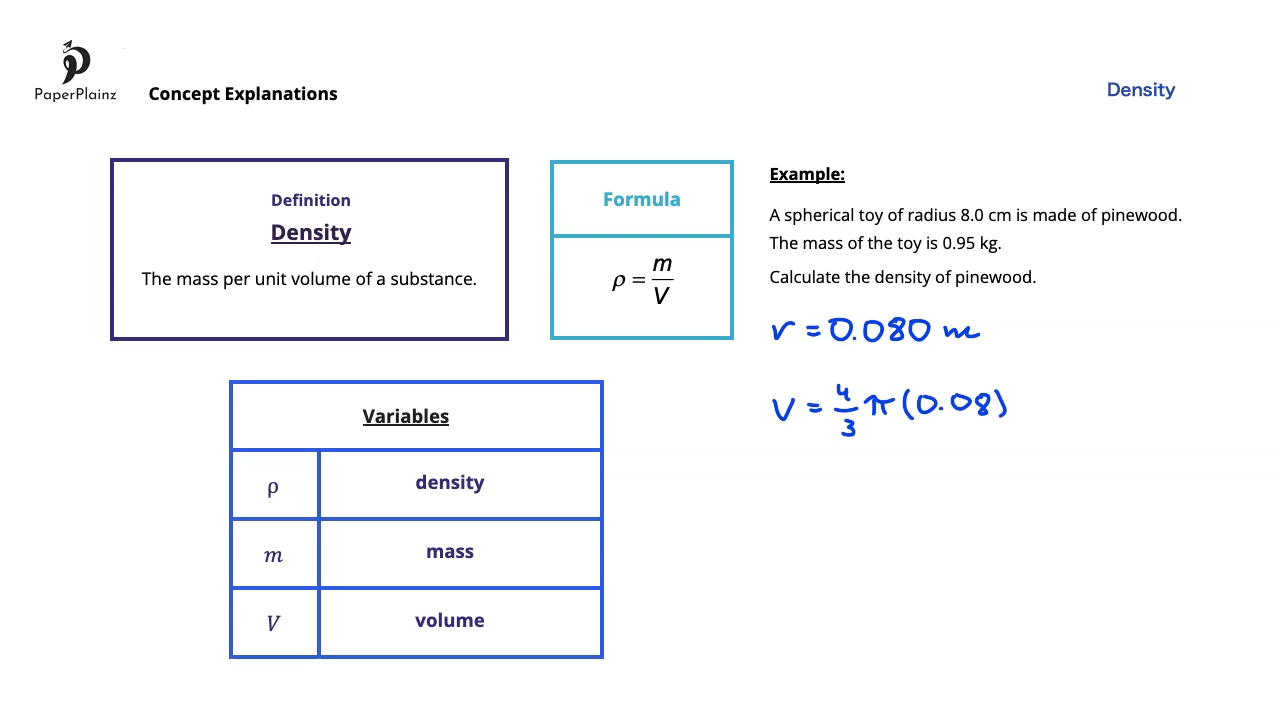 PaperPlainz
Concept Explanations
Density
Definition
Density
The mass per unit volume of a substance.
Formula
ρ = m/V
Example:
A spherical toy of radius 8.0 cm is made of pinewood.
The mass of the toy is 0.95 kg.
Calculate the density of pinewood.
r = 0.080 m
V = 4/3 π (0.08)
Variables
ρ density
m mass
V volume